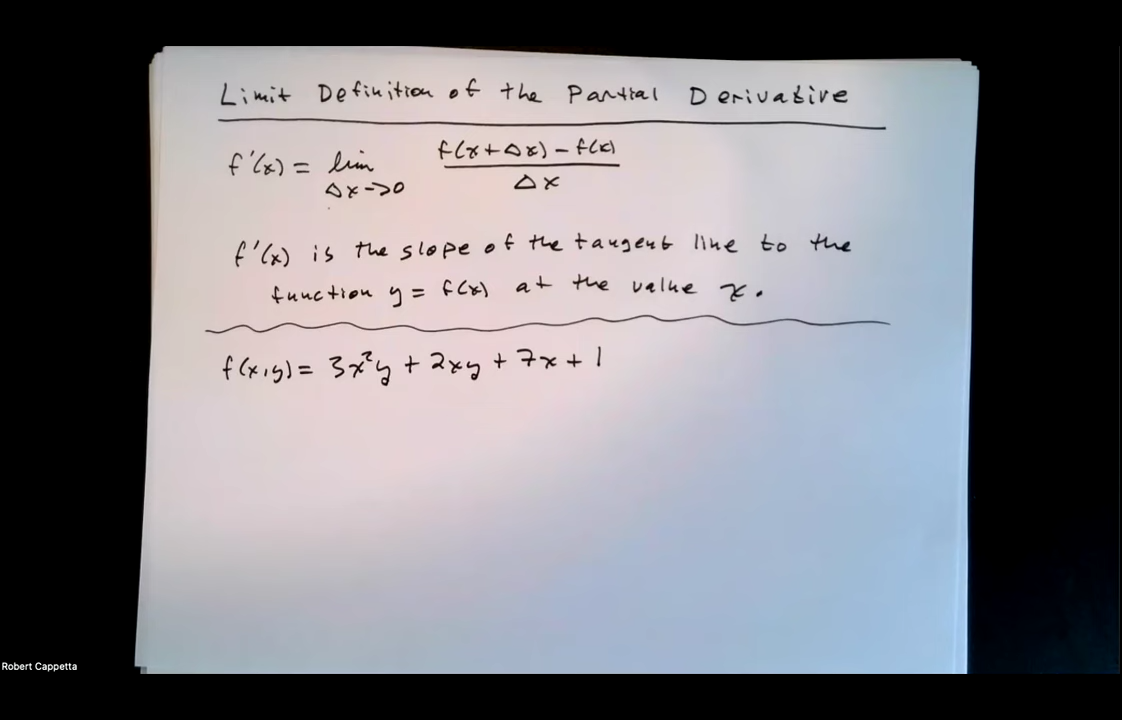 Limit Definition of the Partial Derivative
f'(x) = lim Δx->0 f(x+Δx) - f(x) / Δx
f'(x) is the slope of the tangent line to the
function y = f(x) at the value x.
f(x,y) = 3x²y + 2xy + 7x + 1
Robert Cappetta